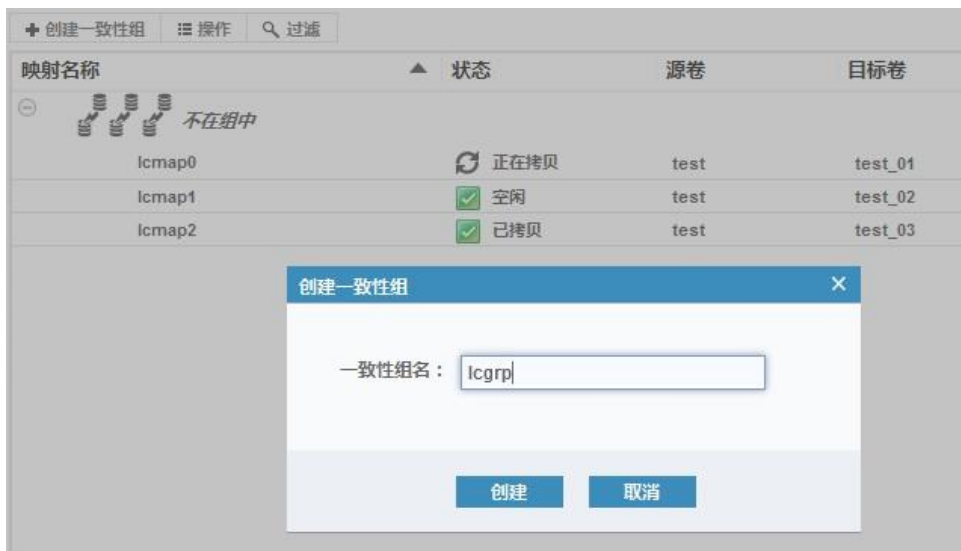 创建一致性组 操作 过滤
映射名称 状态 源卷 目标卷
不在组中
lcmap0 正在拷贝 test test_01
lcmap1 空闲 test test_02
lcmap2 已拷贝 test test_03
创建一致性组
一致性组名：lcgrp
创建 取消